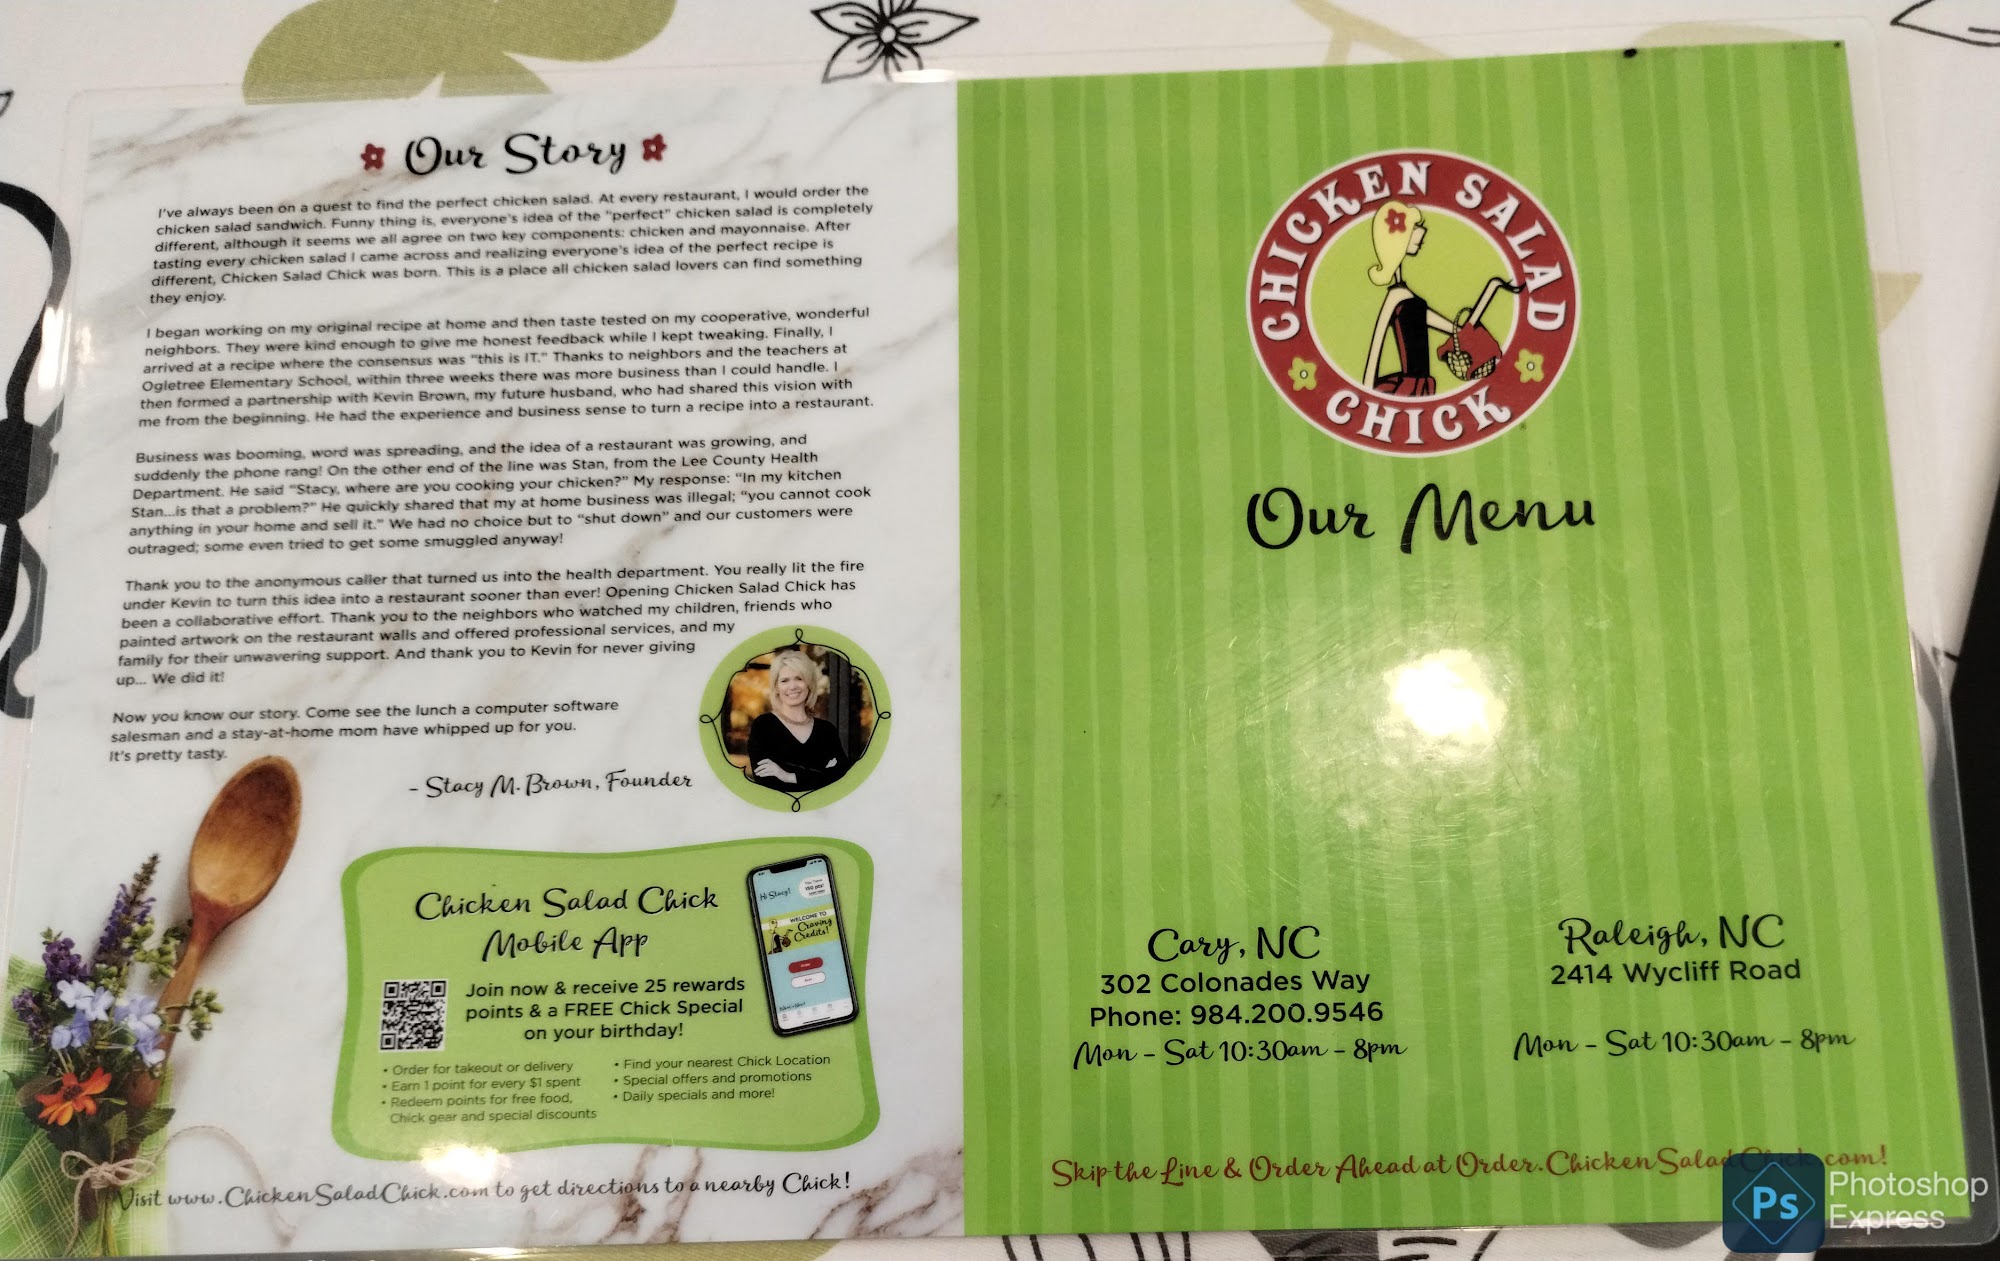 Our Story
I've always been on a quest to find the perfect chicken salad. At every restaurant, I would order the
chicken salad sandwich. Funny thing is, everyone's idea of the "perfect" chicken salad is completely
different, although it seems we all agree on two key components: chicken and mayonnaise. After
tasting every chicken salad I came across and realizing everyone's idea of the perfect recipe is
different, Chicken Salad Chick was born. This is a place all chicken salad lovers can find something
they enjoy.
I began working on my original recipe at home and then taste tested on my cooperative, wonderful
neighbors. They were kind enough to give me honest feedback while I kept tweaking. Finally, I
arrived at a recipe where the consensus was "this is IT." Thanks to neighbors and the teachers at
Ogletree Elementary School, within three weeks there was more business than I could handle. I
then formed a partnership with Kevin Brown, my future husband, who had shared this vision with
me from the beginning. He had the experience and business sense to turn a recipe into a restaurant.
Business was booming, word was spreading, and the idea of a restaurant was growing, and
suddenly the phone rang! On the other end of the line was Stan, from the Lee County Health
Department. He said "Stacy, where are you cooking your chicken?" My response: "In my kitchen
Stan...is that a problem?" He quickly shared that my at home business was illegal; "you cannot cook
anything in your home and sell it." We had no choice but to "shut down" and our customers were
outraged; some even tried to get some smuggled anyway!
Thank you to the anonymous caller that turned us into the health department. You really lit the fire
under Kevin to turn this idea into a restaurant sooner than ever! Opening Chicken Salad Chick has
been a collaborative effort. Thank you to the neighbors who watched my children, friends who
painted artwork on the restaurant walls and offered professional services, and my
family for their unwavering support. And thank you to Kevin for never giving
up... We did it!
Now you know our story. Come see the lunch a computer software
salesman and a stay-at-home mom have whipped up for you.
It's pretty tasty.
- Stacy M. Brown, Founder
Chicken Salad Chick
Mobile App
Join now & receive 25 rewards
points & a FREE Chick Special
on your birthday!
• Order for takeout or delivery
• Earn 1 point for every $1 spent
• Redeem points for free food,
Chick gear and special discounts
• Find your nearest Chick Location
• Special offers and promotions
• Daily specials and more!
Hi Stacy!
150 pts!
WELCOME TO
Craving
Credits!
Visit www.ChickenSaladChick.com to get directions to a nearby Chick!
CHICKEN SALAD
CHICK
Our Menu
Cary, NC
302 Colonades Way
Phone: 984.200.9546
Mon - Sat 10:30am - 8pm
Raleigh, NC
2414 Wycliff Road
Mon - Sat 10:30am - 8pm
Skip the Line & Order Ahead at Order.ChickenSaladChick.com!
Ps
Photoshop
Express